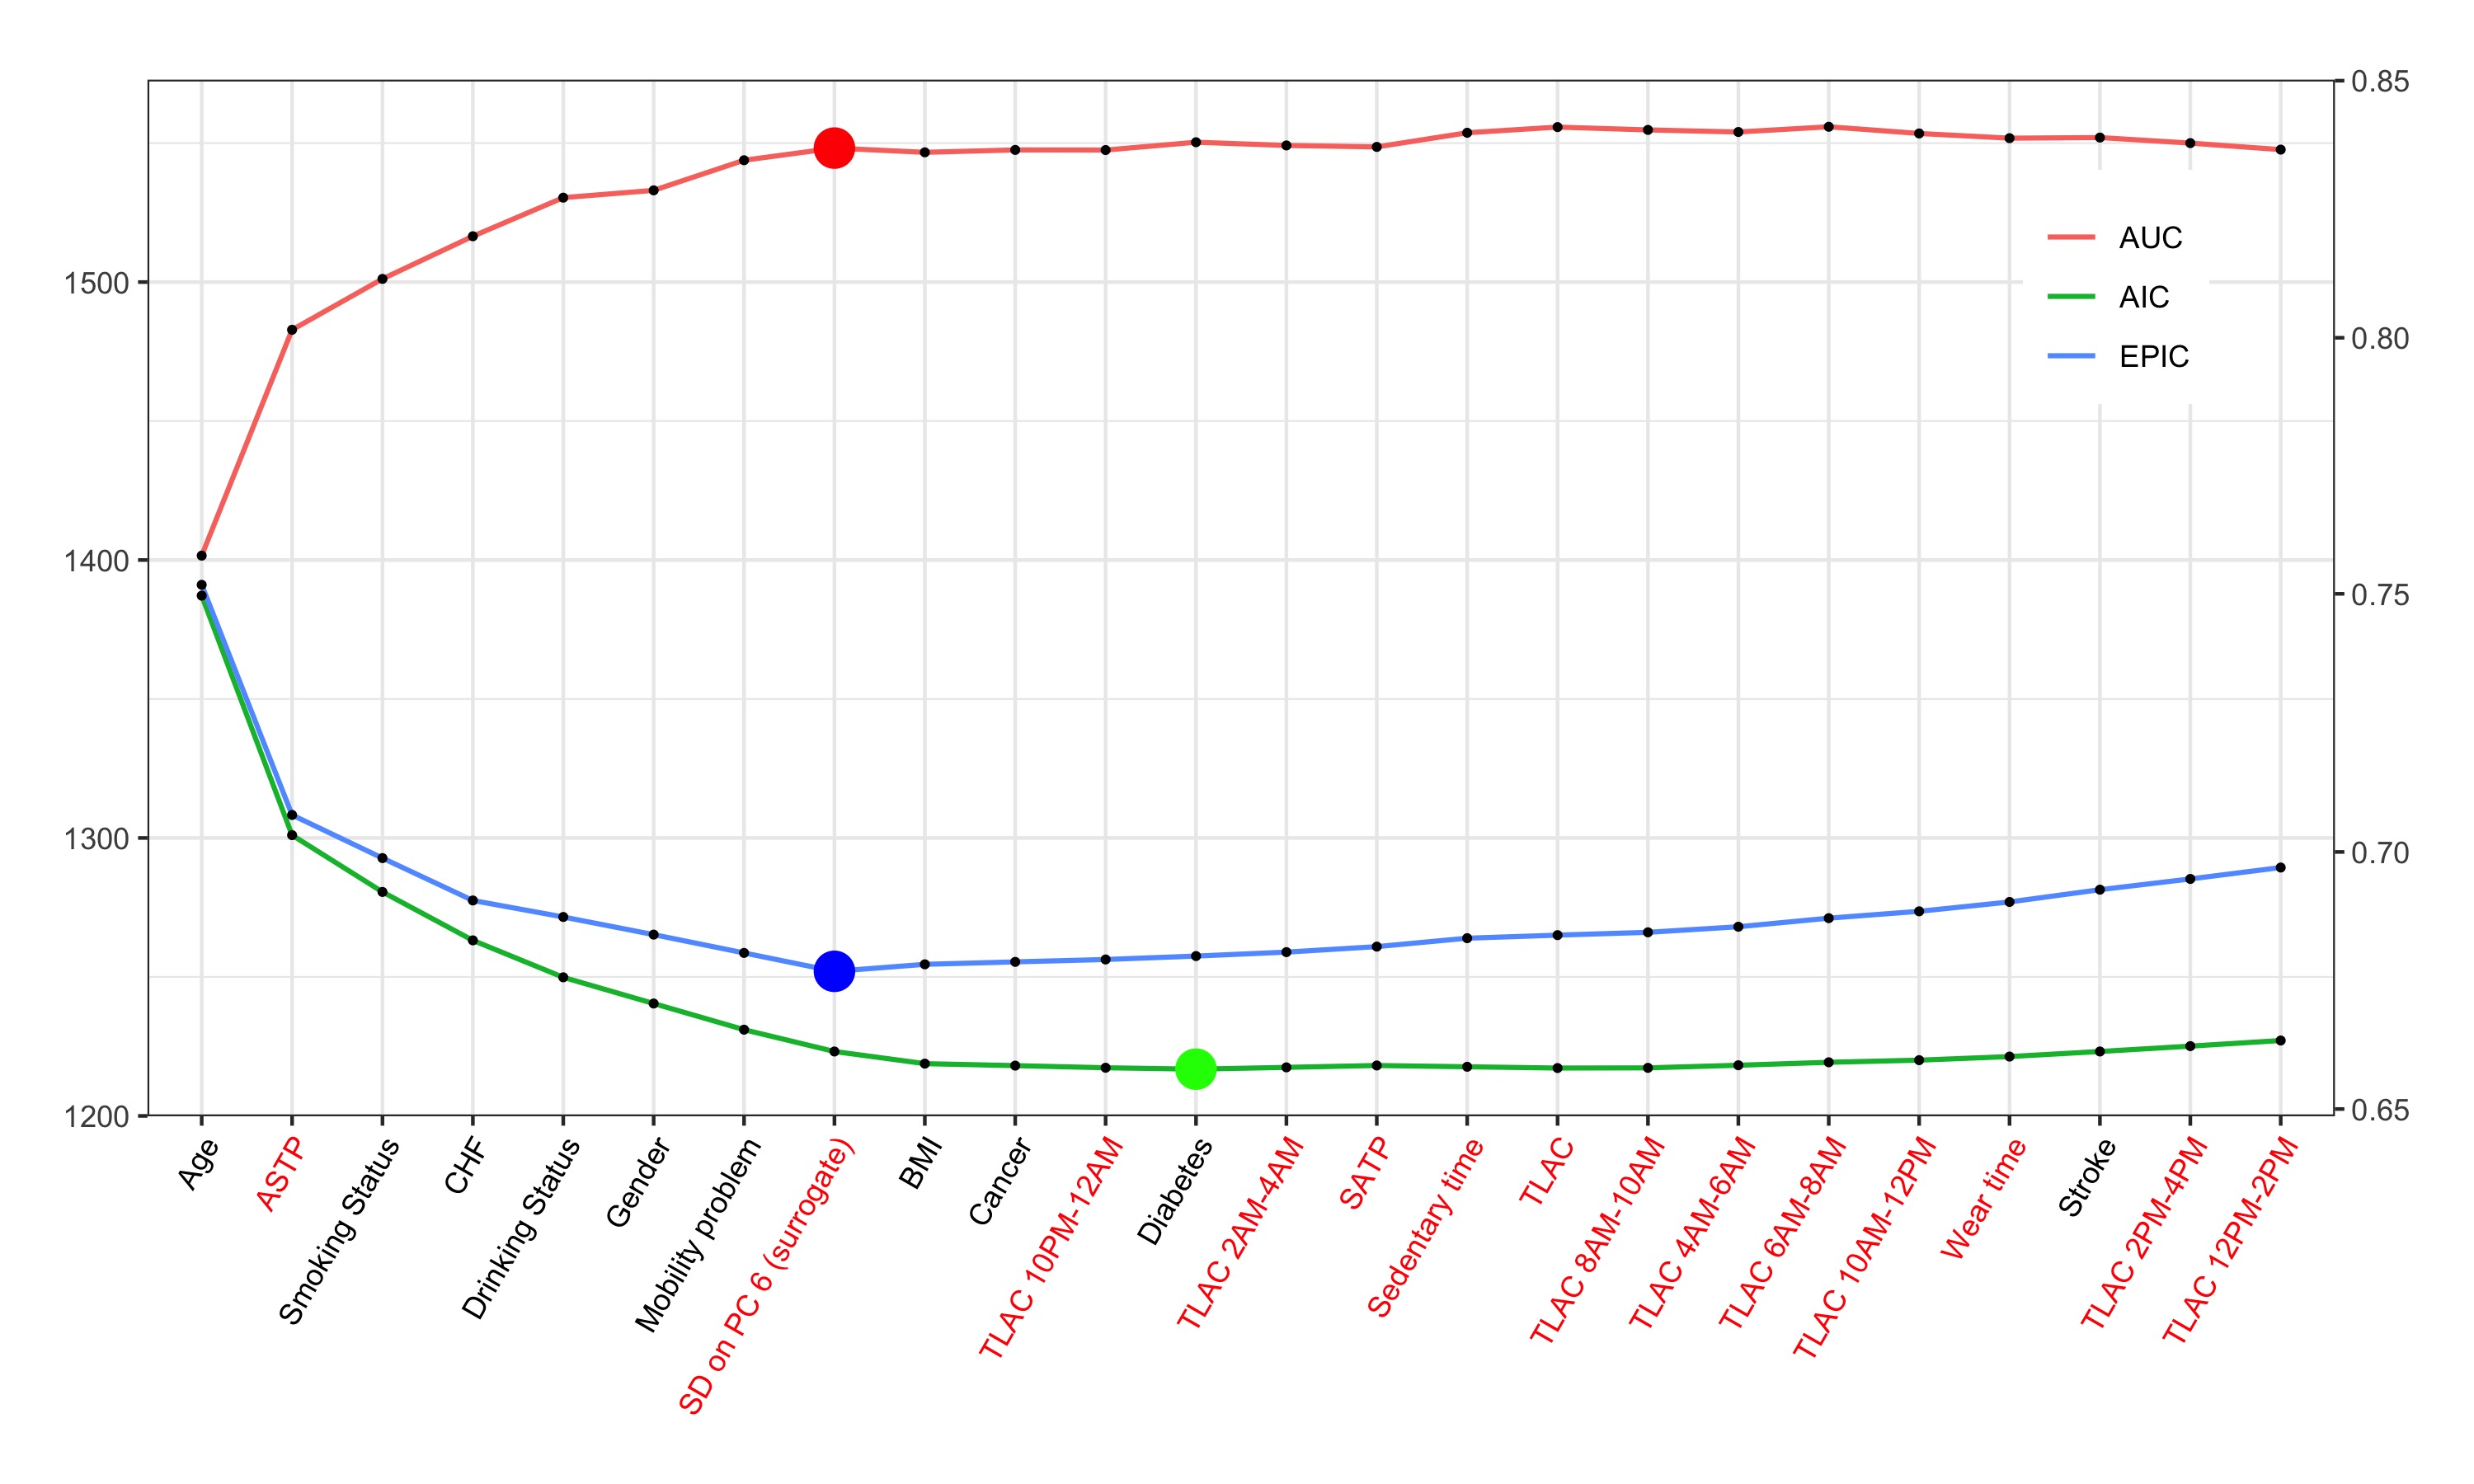 0.85
1500
1400
1300
1200
0.80
0.75
0.70
0.65
AUC
AIC
EPIC
Age
ASTP
Smoking Status
CHF
Drinking Status
Gender
Mobility problem
SD on PC 6 (surrogate)
BMI
Cancer
TLAC 10PM-12AM
Diabetes
TLAC 2AM-4AM
SATP
Sedentary time
TLAC
TLAC 8AM-10AM
TLAC 4AM-6AM
TLAC 6AM-8AM
TLAC 10AM-12PM
Wear time
Stroke
TLAC 2PM-4PM
TLAC 12PM-2PM